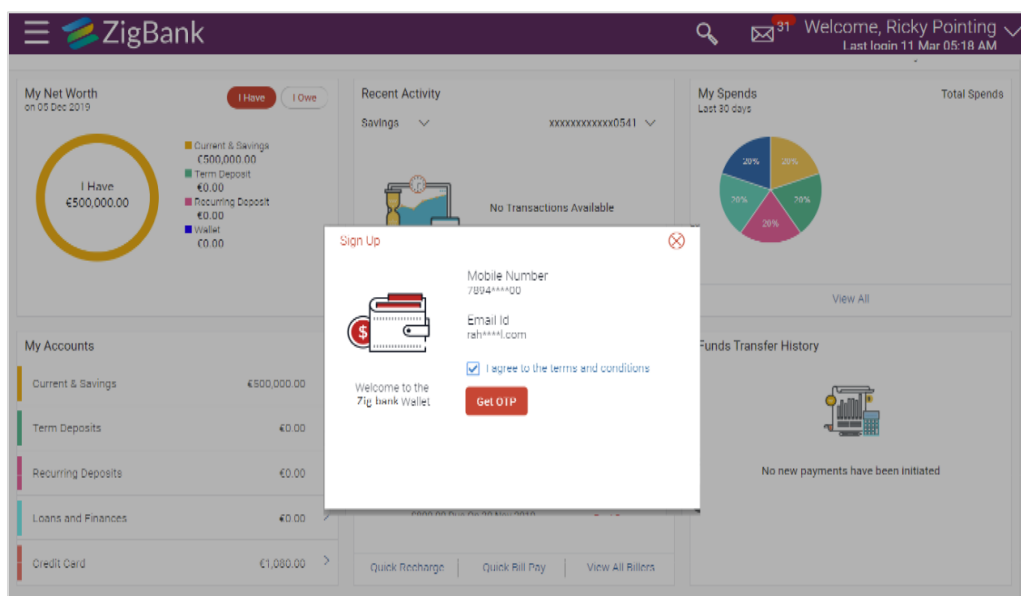 ZigBank
31
Welcome, Ricky Pointing
Last login 11 Mar 05:18 AM
My Net Worth
on 05 Dec 2019
I Have
I Owe
I Have
€500,000.00
Current & Savings
€500,000.00
Term Deposit
€0.00
Recurring Deposit
€0.00
Wallet
€0.00
Recent Activity
Savings
xxxxxxxxxxxx0541
No Transactions Available
My Spends
Last 30 days
Total Spends
20%
20%
20%
20%
20%
View All
Sign Up
$
Welcome to the
Zig bank Wallet
Mobile Number
7894****00
Email Id
rah****l.com
I agree to the terms and conditions
Get OTP
My Accounts
Current & Savings €500,000.00
Term Deposits €0.00
Recurring Deposits €0.00
Loans and Finances €0.00
Credit Card €1,080.00
Quick Recharge
Quick Bill Pay
View All Billers
Funds Transfer History
No new payments have been initiated